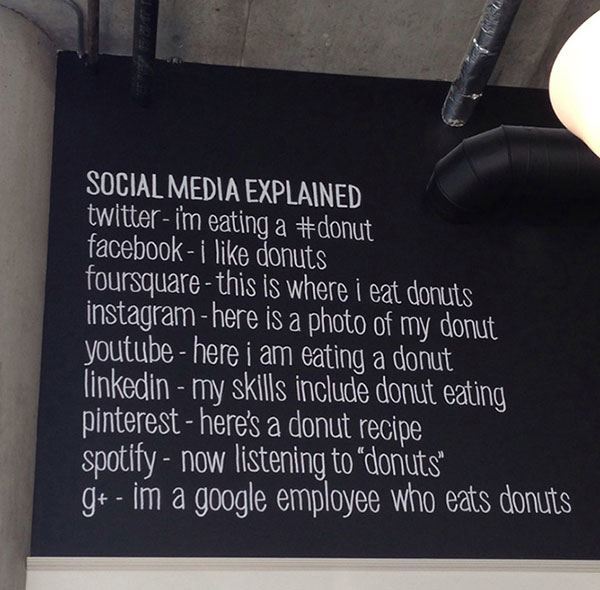 SOCIAL MEDIA EXPLAINED
twitter - i'm eating a #donut
facebook - i like donuts
foursquare - this is where i eat donuts
instagram - here is a photo of my donut
youtube - here i am eating a donut
linkedin - my skills include donut eating
pinterest - here's a donut recipe
spotify - now listening to "donuts"
g+ - im a google employee who eats donuts